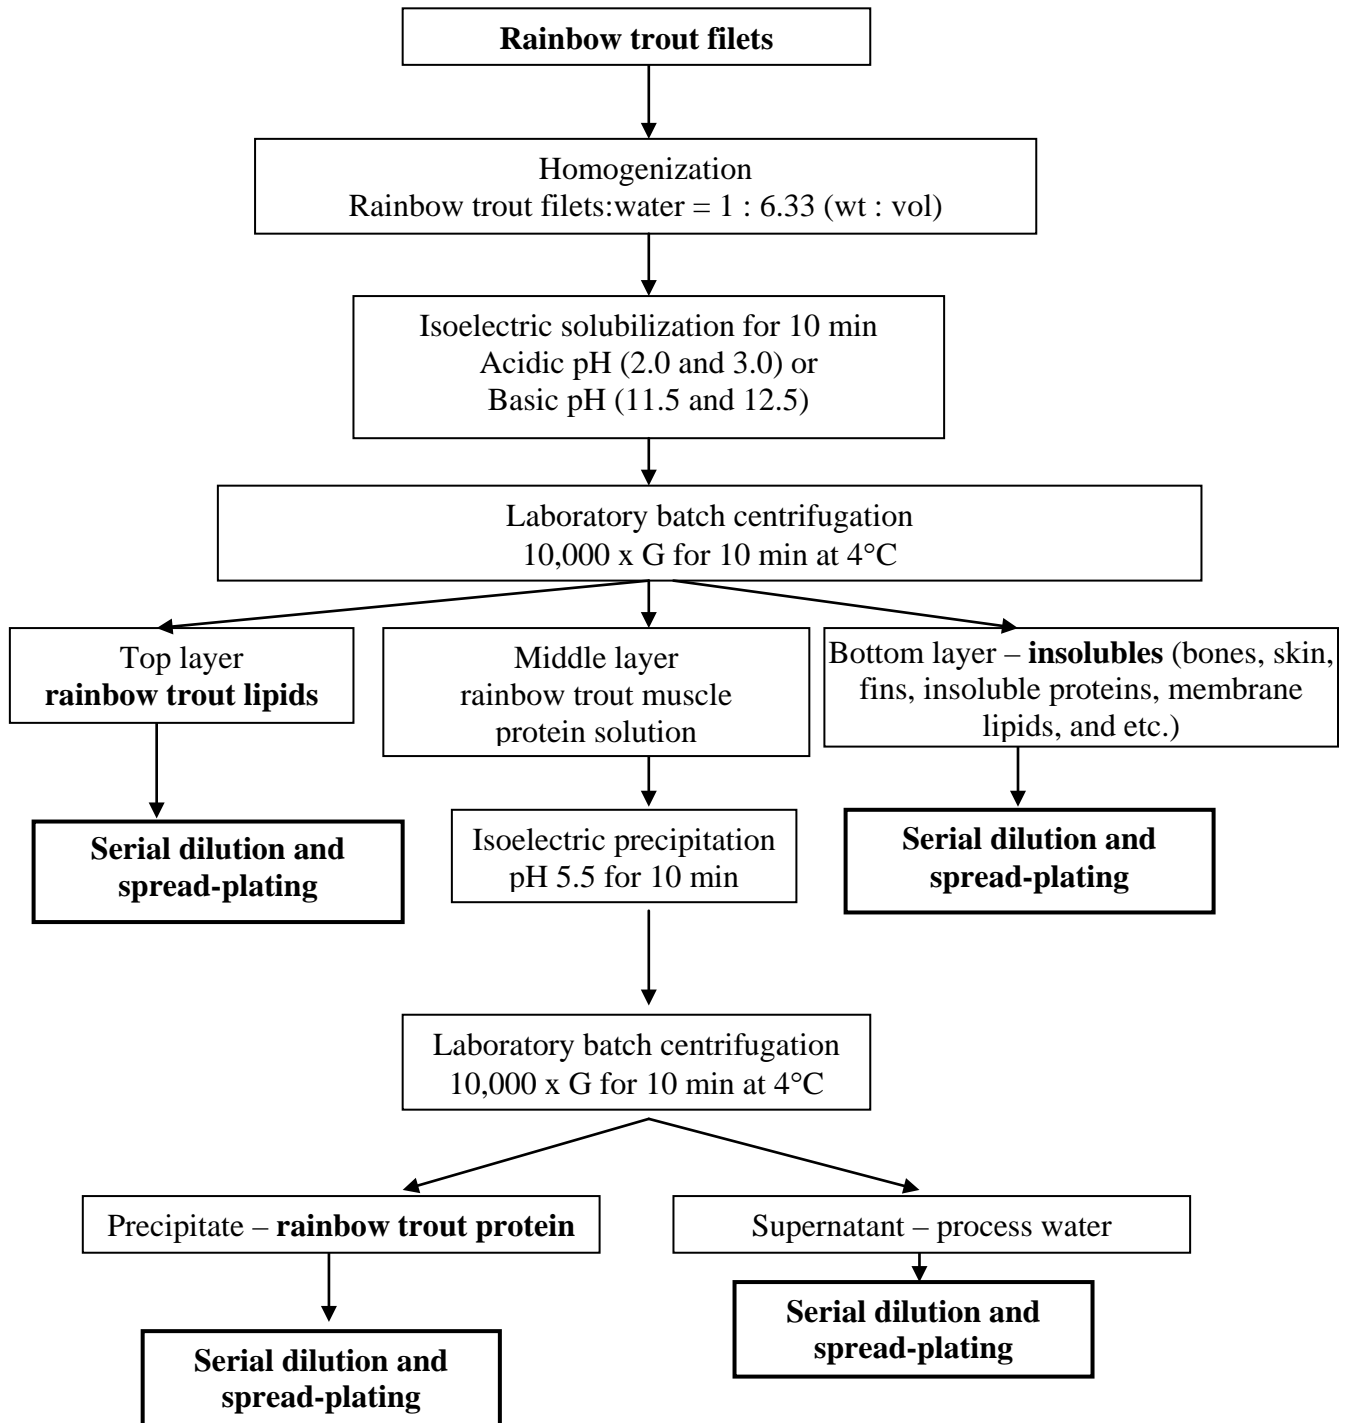 Rainbow trout filets
Homogenization
Rainbow trout filets:water = 1 : 6.33 (wt : vol)
Isoelectric solubilization for 10 min
Acidic pH (2.0 and 3.0) or
Basic pH (11.5 and 12.5)
Laboratory batch centrifugation
10,000 x G for 10 min at 4°C
Top layer
rainbow trout lipids
Middle layer
rainbow trout muscle
protein solution
Bottom layer – insolubles (bones, skin,
fins, insoluble proteins, membrane
lipids, and etc.)
Serial dilution and
spread-plating
Isoelectric precipitation
pH 5.5 for 10 min
Serial dilution and
spread-plating
Laboratory batch centrifugation
10,000 x G for 10 min at 4°C
Precipitate – rainbow trout protein
Supernatant – process water
Serial dilution and
spread-plating
Serial dilution and
spread-plating